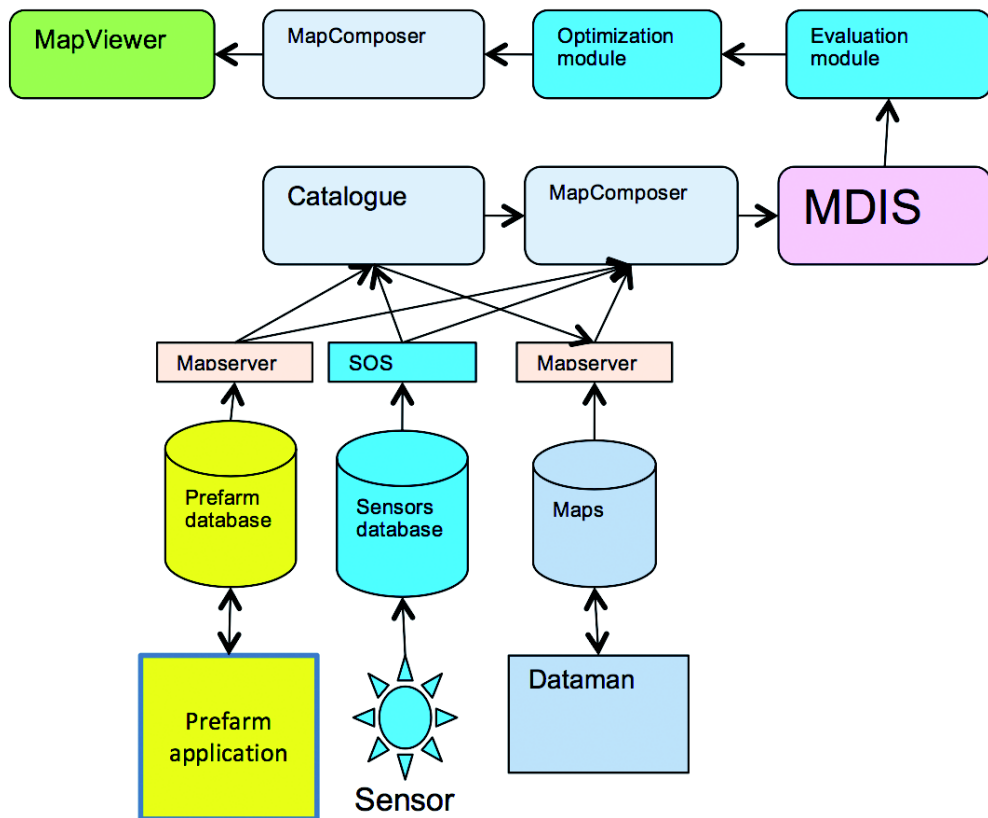 MapViewer
MapComposer
Optimization
module
Evaluation
module
Catalogue
MapComposer
MDIS
Mapserver
SOS
Mapserver
Prefarm
database
Sensors
database
Maps
Prefarm
application
Sensor
Dataman